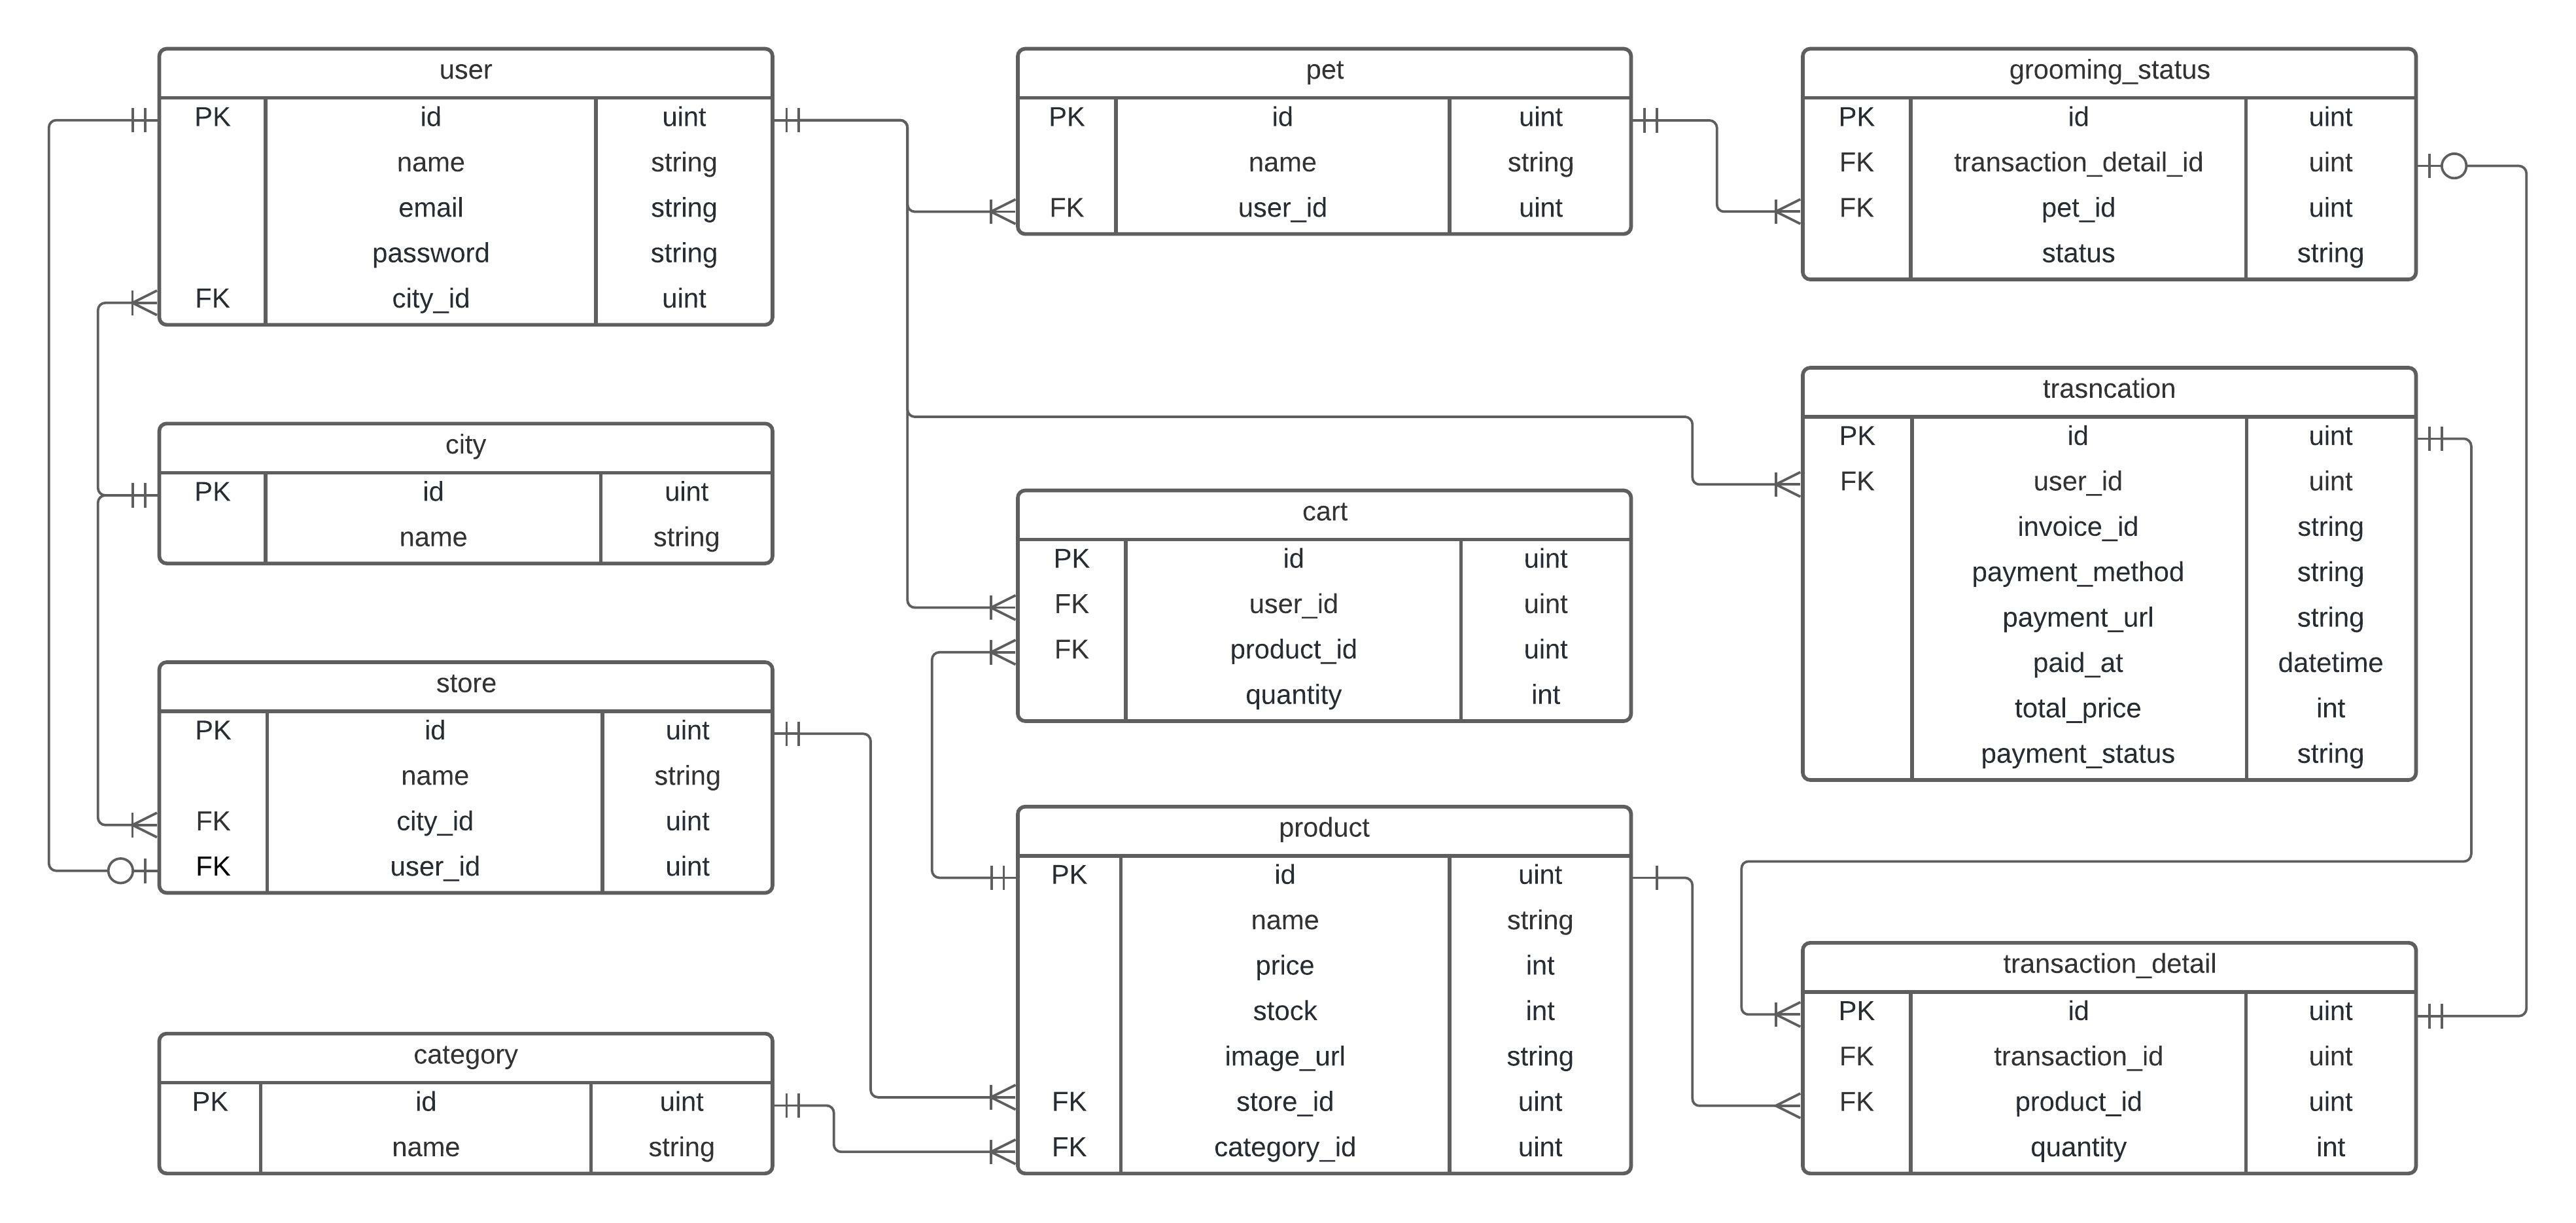 user
PK id uint
name string
email string
password string
FK city_id uint
city
PK id uint
name string
store
PK id uint
name string
FK city_id uint
FK user_id uint
category
PK id uint
name string
pet
PK id uint
name string
FK user_id uint
cart
PK id uint
FK user_id uint
FK product_id uint
quantity int
product
PK id uint
name string
price int
stock int
image_url string
FK store_id uint
FK category_id uint
grooming_status
PK id uint
FK transaction_detail_id uint
FK pet_id uint
status string
trasncation
PK id uint
FK user_id uint
invoice_id string
payment_method string
payment_url string
paid_at datetime
total_price int
payment_status string
transaction_detail
PK id uint
FK transaction_id uint
FK product_id uint
quantity int